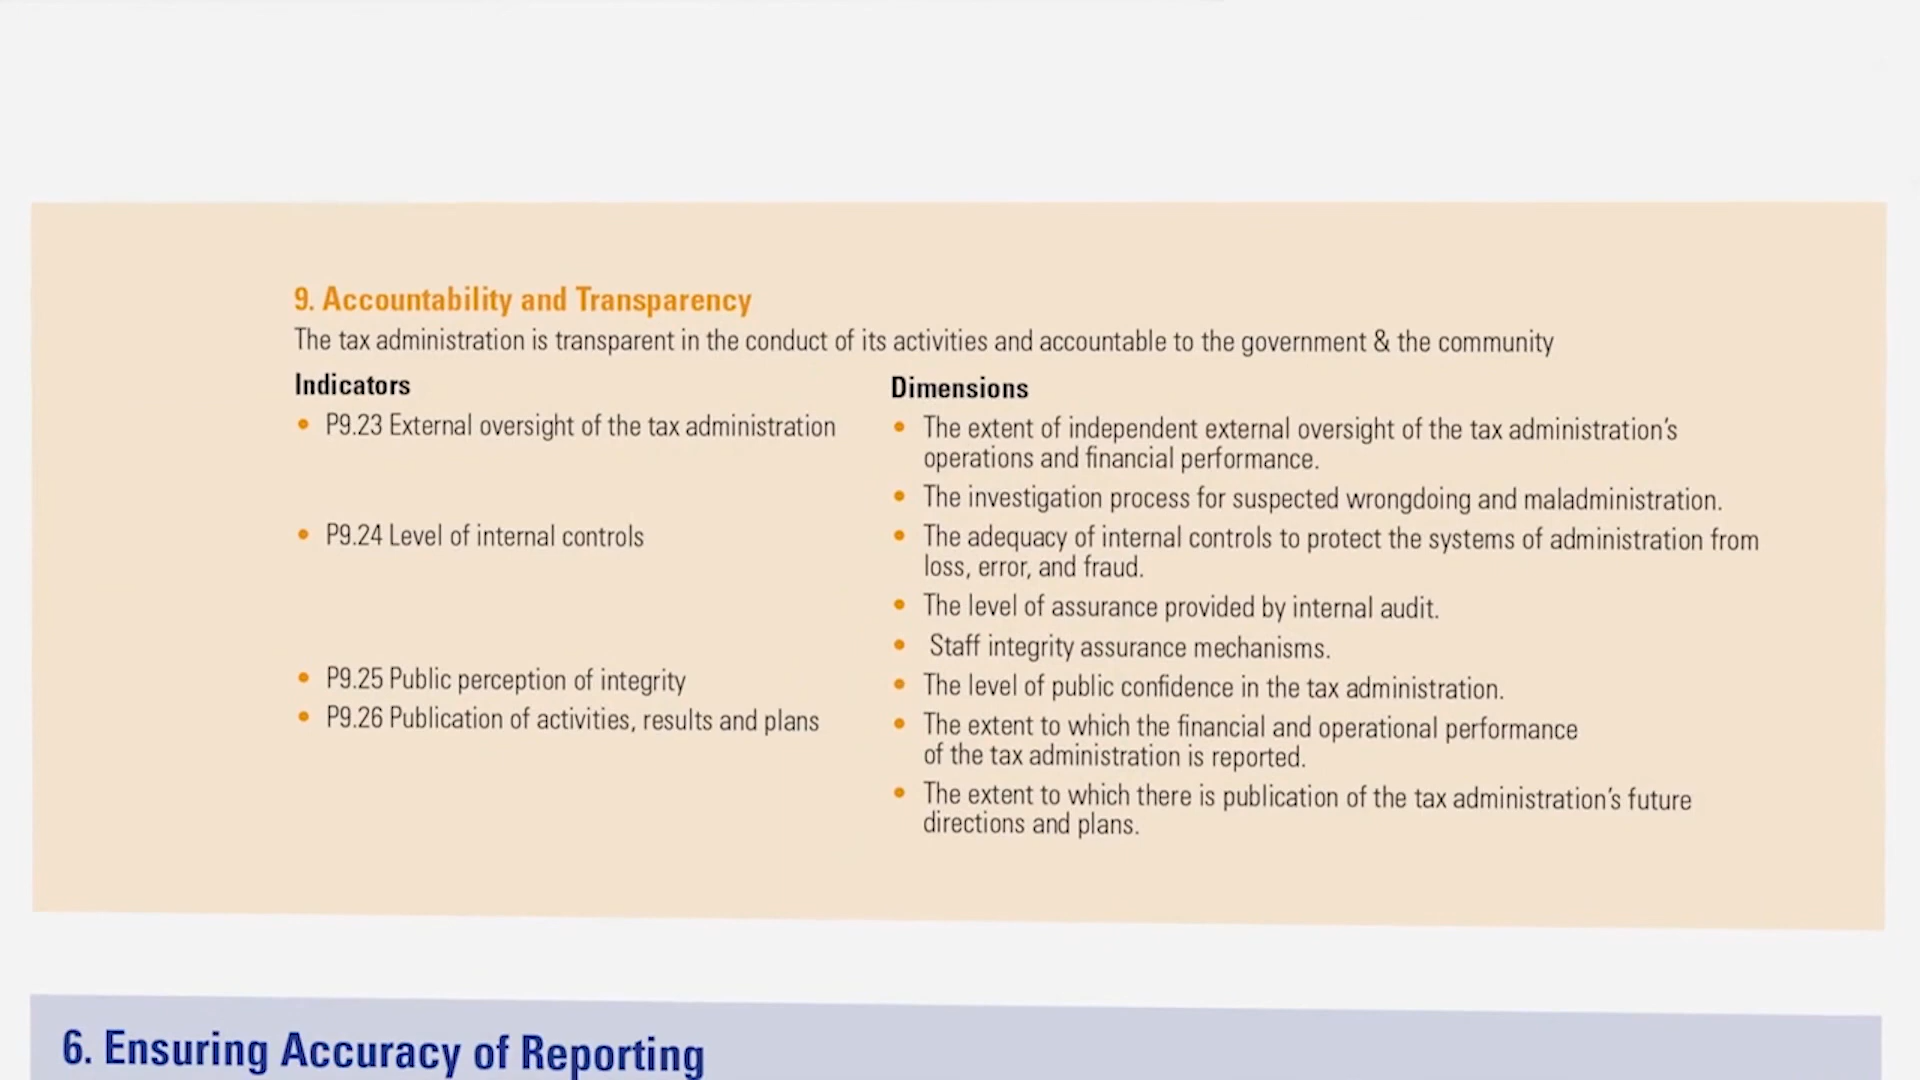 9. Accountability and Transparency
The tax administration is transparent in the conduct of its activities and accountable to the government & the community
Indicators
• P9.23 External oversight of the tax administration
• P9.24 Level of internal controls
• P9.25 Public perception of integrity
• P9.26 Publication of activities, results and plans
Dimensions
• The extent of independent external oversight of the tax administration's
operations and financial performance.
• The investigation process for suspected wrongdoing and maladministration.
• The adequacy of internal controls to protect the systems of administration from
loss, error, and fraud.
• The level of assurance provided by internal audit.
• Staff integrity assurance mechanisms.
• The level of public confidence in the tax administration.
• The extent to which the financial and operational performance
of the tax administration is reported.
• The extent to which there is publication of the tax administration's future
directions and plans.
6. Ensuring Accuracy of Reporting